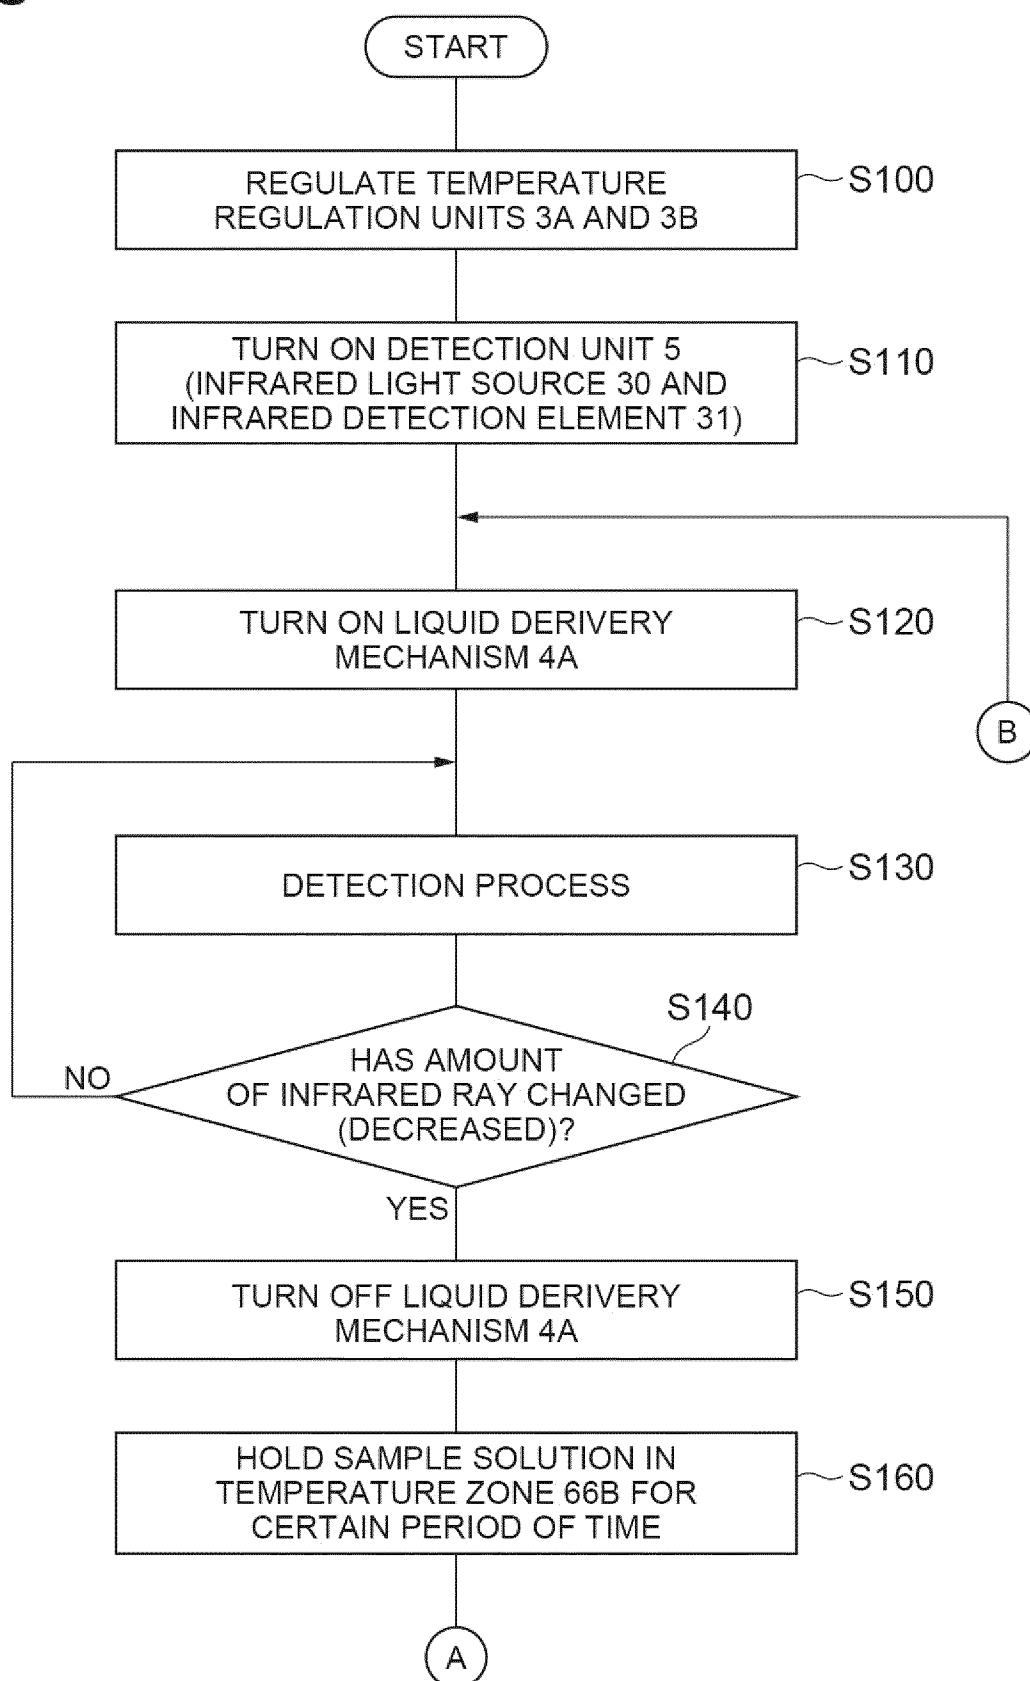 START
REGULATE TEMPERATURE
REGULATION UNITS 3A AND 3B
S100
TURN ON DETECTION UNIT 5
(INFRARED LIGHT SOURCE 30 AND
INFRARED DETECTION ELEMENT 31)
S110
TURN ON LIQUID DERIVERY
MECHANISM 4A
S120
B
DETECTION PROCESS
S130
S140
HAS AMOUNT
OF INFRARED RAY CHANGED
(DECREASED)?
NO
YES
TURN OFF LIQUID DERIVERY
MECHANISM 4A
S150
HOLD SAMPLE SOLUTION IN
TEMPERATURE ZONE 66B FOR
CERTAIN PERIOD OF TIME
S160
A